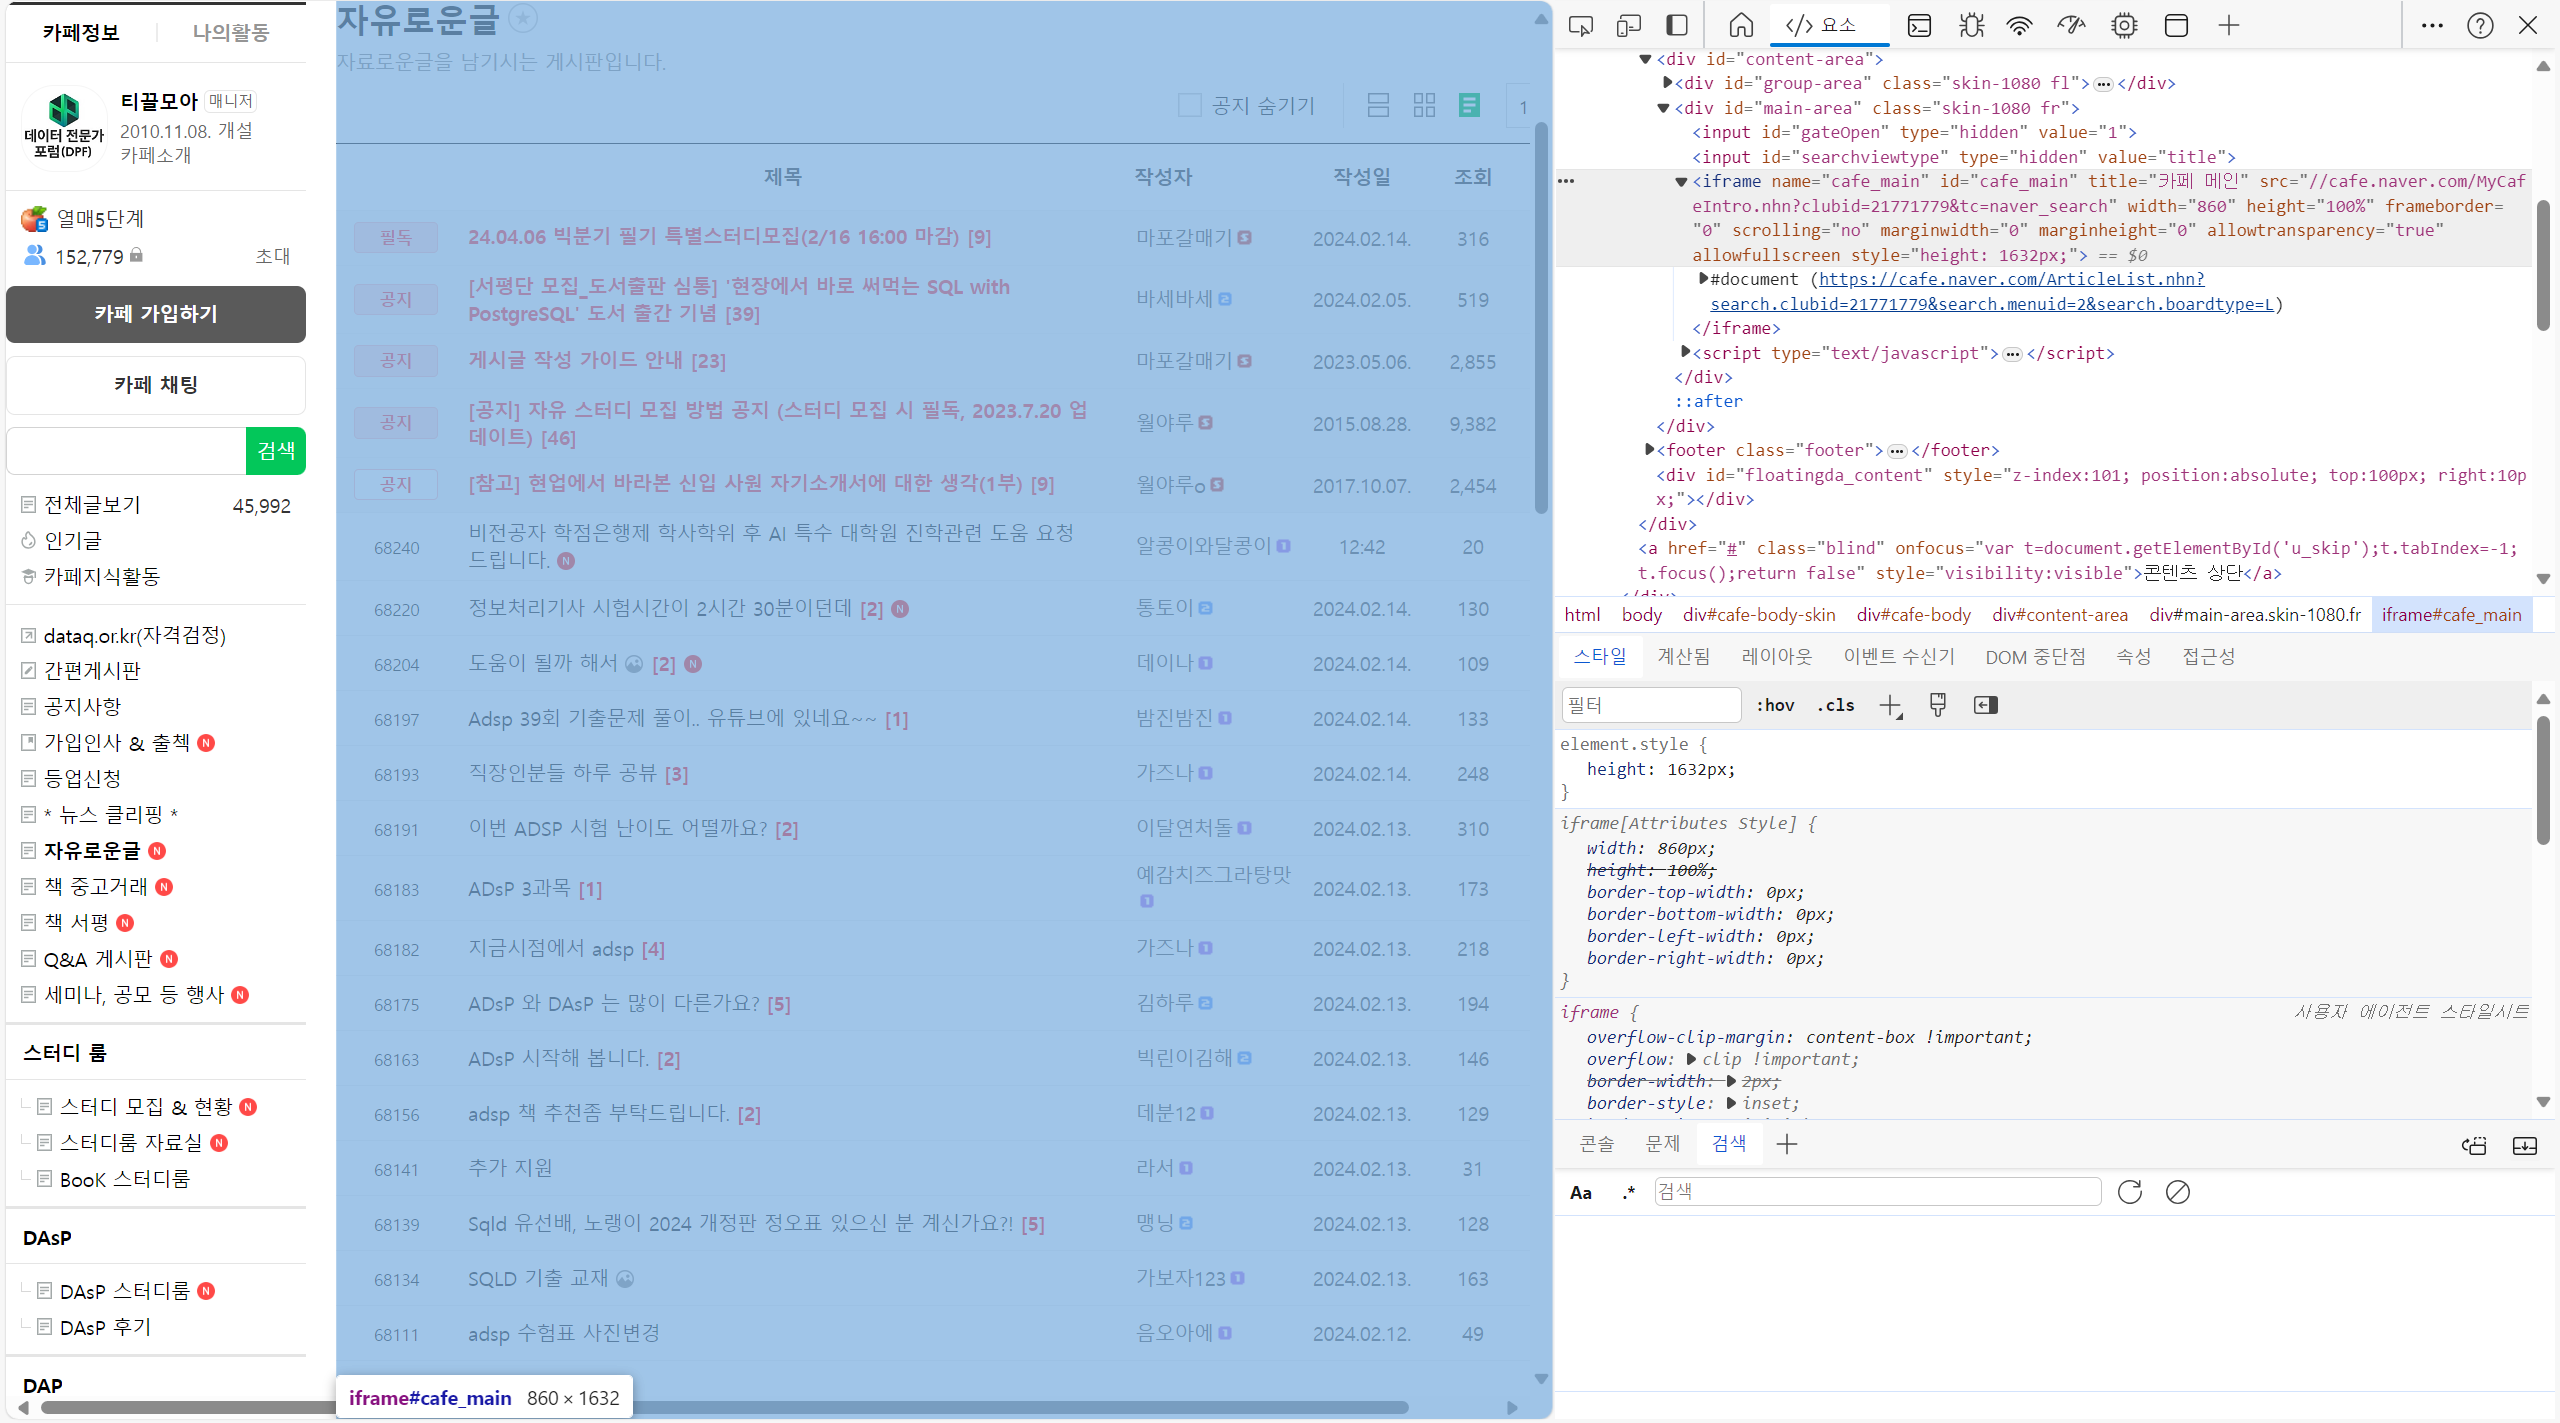 카페정보 나의활동
티끌모아 매니저
2010.11.08. 개설
카페소개
데이터 전문가
포럼(DPF)
열매5단계
152,779 초대
카페 가입하기
카페 채팅
검색
전체글보기 45,992
인기글
카페지식활동
dataq.or.kr(자격검정)
간편게시판
공지사항
가입인사 & 출첵 N
등업신청
* 뉴스 클리핑 *
자유로운글 N
책 중고거래 N
책 서평 N
Q&A 게시판 N
세미나, 공모 등 행사 N
스터디 룸
스터디 모집 & 현황 N
스터디룸 자료실 N
BooK 스터디룸
DAsP
DAsP 스터디룸 N
DAsP 후기
DAP
자유로운글
자료로운글을 남기시는 게시판입니다.
공지 숨기기 1
제목 작성자 작성일 조회
필독 24.04.06 빅분기 필기 특별스터디모집(2/16 16:00 마감) [9] 마포갈매기 2024.02.14. 316
공지 [서평단 모집_도서출판 심통] '현장에서 바로 써먹는 SQL with
PostgreSQL' 도서 출간 기념 [39] 바세바세 2024.02.05. 519
공지 게시글 작성 가이드 안내 [23] 마포갈매기 2023.05.06. 2,855
공지 [공지] 자유 스터디 모집 방법 공지 (스터디 모집 시 필독, 2023.7.20 업
데이트) [46] 월야루 2015.08.28. 9,382
공지 [참고] 현업에서 바라본 신입 사원 자기소개서에 대한 생각(1부) [9] 월야루o 2017.10.07. 2,454
68240 비전공자 학점은행제 학사학위 후 AI 특수 대학원 진학관련 도움 요청
드립니다. N 알콩이와달콩이 12:42 20
68220 정보처리기사 시험시간이 2시간 30분이던데 [2] N 통토이 2024.02.14. 130
68204 도움이 될까 해서 [2] N 데이나 2024.02.14. 109
68197 Adsp 39회 기출문제 풀이.. 유튜브에 있네요~~ [1] 밤진밤진 2024.02.14. 133
68193 직장인분들 하루 공뷰 [3] 가즈나 2024.02.14. 248
68191 이번 ADSP 시험 난이도 어떨까요? [2] 이달연처돌 2024.02.13. 310
68183 ADsP 3과목 [1] 예감치즈그라탕맛 2024.02.13. 173
68182 지금시점에서 adsp [4] 가즈나 2024.02.13. 218
68175 ADsP 와 DAsP 는 많이 다른가요? [5] 김하루 2024.02.13. 194
68163 ADsP 시작해 봅니다. [2] 빅린이김해 2024.02.13. 146
68156 adsp 책 추천좀 부탁드립니다. [2] 데분12 2024.02.13. 129
68141 추가 지원 라서 2024.02.13. 31
68139 Sqld 유선배, 노랭이 2024 개정판 정오표 있으신 분 계신가요?! [5] 맹닝 2024.02.13. 128
68134 SQLD 기출 교재 가보자123 2024.02.13. 163
68111 adsp 수험표 사진변경 음오아에 2024.02.12. 49
iframe#cafe_main 860 × 1632
요소
<div id="content-area">
<div id="group-area" class="skin-1080 fl">…</div>
<div id="main-area" class="skin-1080 fr">
<input id="gateOpen" type="hidden" value="1">
<input id="searchviewtype" type="hidden" value="title">
<iframe name="cafe_main" id="cafe_main" title="카페 메인" src="//cafe.naver.com/MyCaf
eIntro.nhn?clubid=21771779&tc=naver_search" width="860" height="100%" frameborder=
"0" scrolling="no" marginwidth="0" marginheight="0" allowtransparency="true"
allowfullscreen style="height: 1632px;"> == $0
#document (https://cafe.naver.com/ArticleList.nhn?
search.clubid=21771779&search.menuid=2&search.boardtype=L)
</iframe>
<script type="text/javascript">…</script>
</div>
::after
</div>
<footer class="footer">…</footer>
<div id="floatingda_content" style="z-index:101; position:absolute; top:100px; right:10p
x;"></div>
</div>
<a href="#" class="blind" onfocus="var t=document.getElementById('u_skip');t.tabIndex=-1;
t.focus();return false" style="visibility:visible">콘텐츠 상단</a>
</div>
html body div#cafe-body-skin div#cafe-body div#content-area div#main-area.skin-1080.fr iframe#cafe_main
스타일 계산됨 레이아웃 이벤트 수신기 DOM 중단점 속성 접근성
필터 :hov .cls
element.style {
height: 1632px;
}
iframe[Attributes Style] {
width: 860px;
height: 100%;
border-top-width: 0px;
border-bottom-width: 0px;
border-left-width: 0px;
border-right-width: 0px;
}
iframe { 사용자 에이전트 스타일시트
overflow-clip-margin: content-box !important;
overflow: clip !important;
border-width: 2px;
border-style: inset;
콘솔 문제 검색
Aa .* 검색